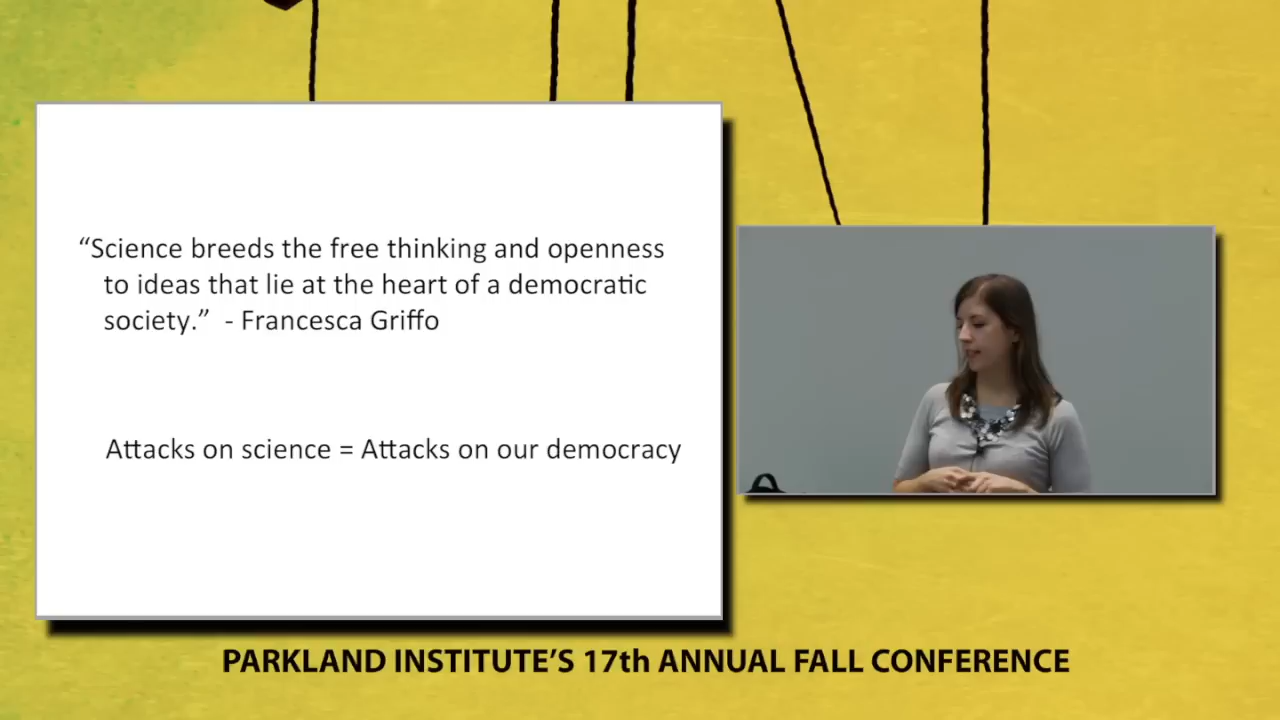 “Science breeds the free thinking and openness
to ideas that lie at the heart of a democratic
society.” - Francesca Griffo
Attacks on science = Attacks on our democracy
PARKLAND INSTITUTE’S 17th ANNUAL FALL CONFERENCE